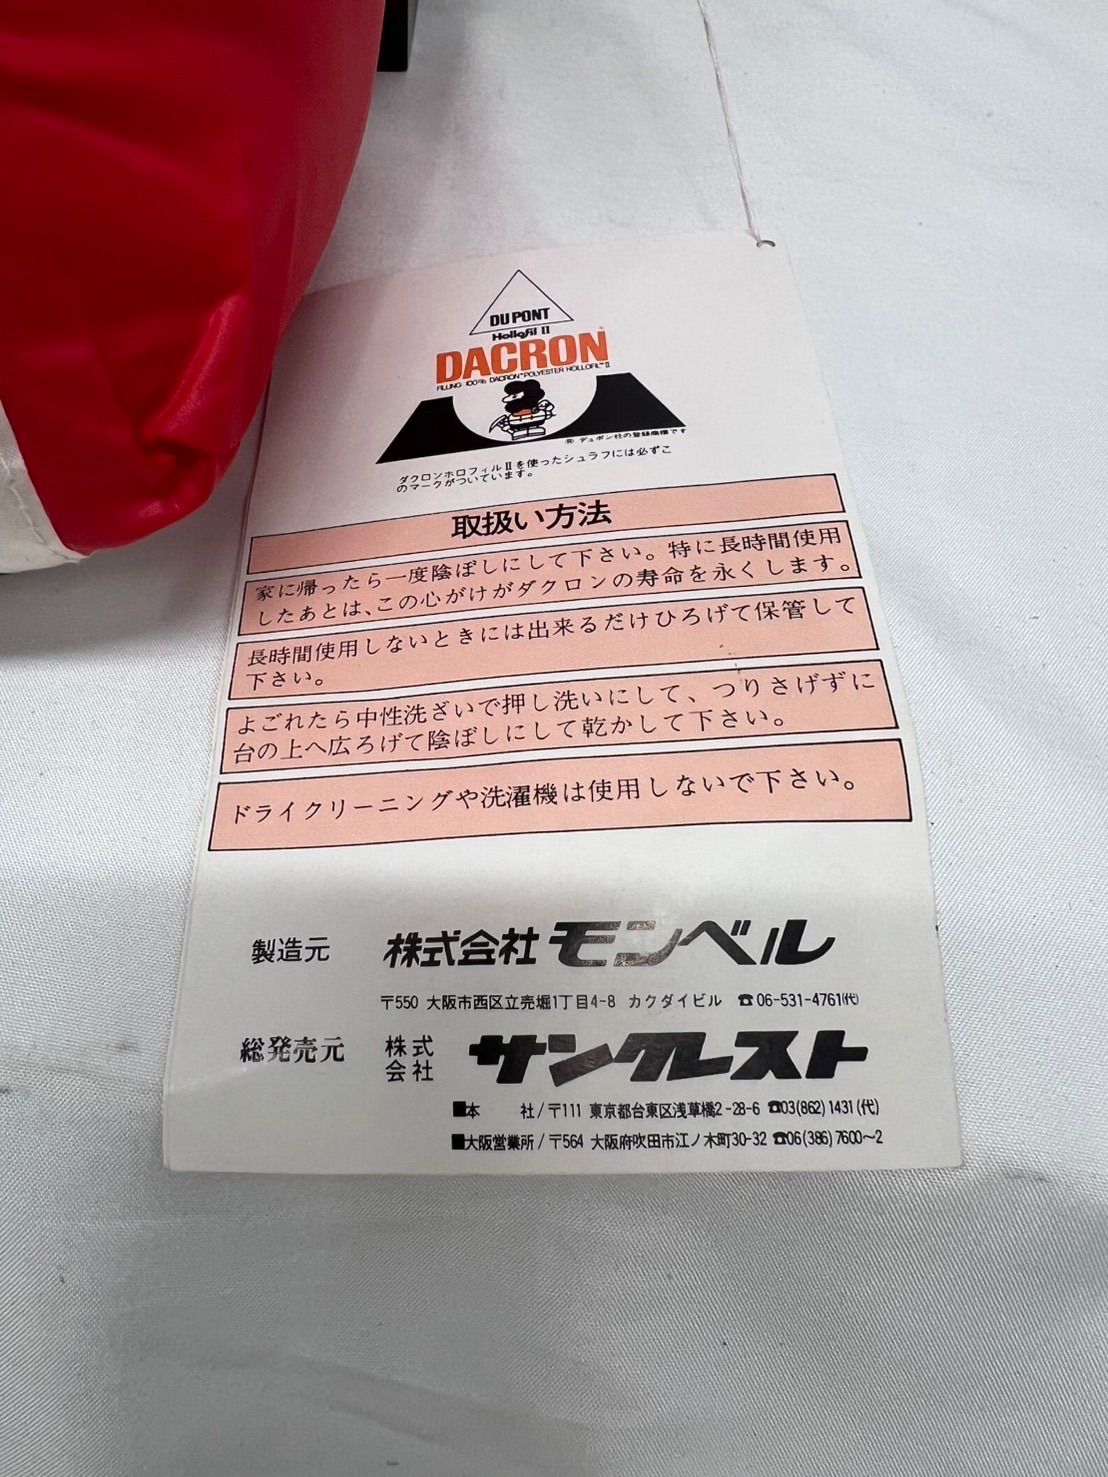 DU PONT
Hollofil II
DACRON®
FILLING 100% DACRON™ POLYESTER HOLLOFIL™ II
® デュポン社の登録商標です
ダクロンホロフィルⅡを使ったシュラフには必ずこ
のマークがついています。
取扱い方法
家に帰ったら一度陰ぼしにして下さい。特に長時間使用
したあとは、この心がけがダクロンの寿命を永くします。
長時間使用しないときには出来るだけひろげて保管して
下さい。
よごれたら中性洗ざいで押し洗いにして、つりさげずに
台の上へ広ろげて陰ぼしにして乾かして下さい。
ドライクリーニングや洗濯機は使用しないで下さい。
製造元 株式会社モンベル
〒550 大阪市西区立売堀1丁目4-8 カクダイビル ☎06-531-4761(代)
総発売元 株式会社 サンクレスト
■本 社/〒111 東京都台東区浅草橋2-28-6 ☎03(862)1431(代)
■大阪営業所/〒564 大阪府吹田市江ノ木町30-32 ☎06(386)7600〜2